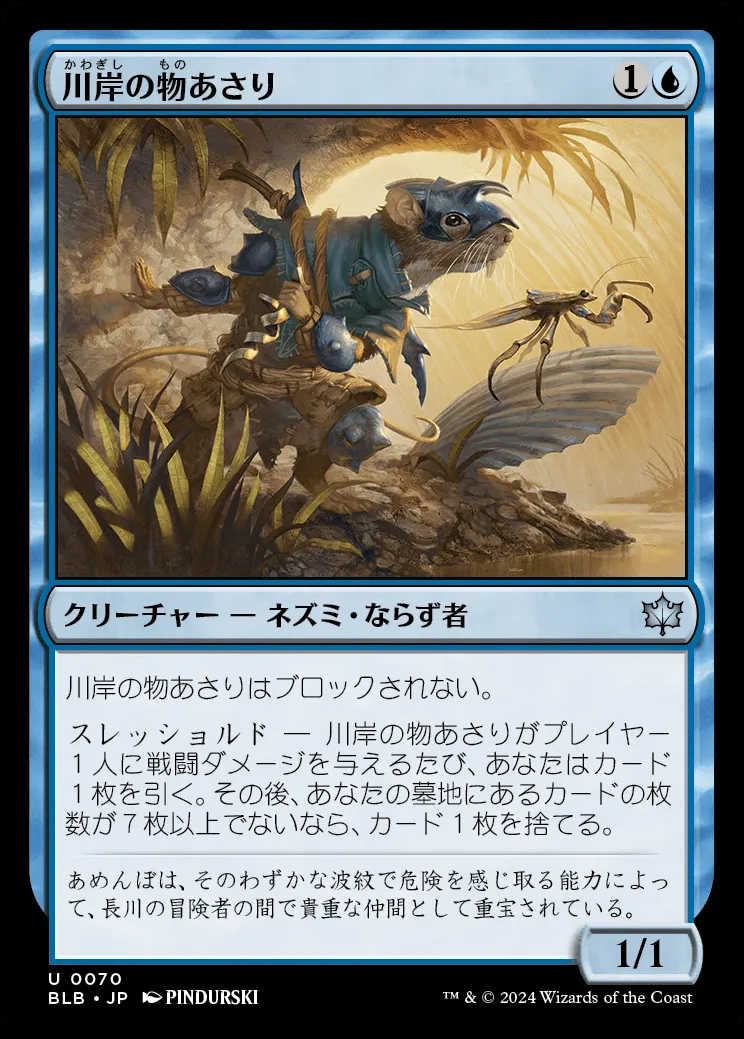 かわぎし もの
川岸の物あさり 1
クリーチャー — ネズミ・ならず者
川岸の物あさりはブロックされない。
スレッショルド — 川岸の物あさりがプレイヤー
1人に戦闘ダメージを与えるたび、あなたはカード
1枚を引く。その後、あなたの墓地にあるカードの枚
数が7枚以上でないなら、カード1枚を捨てる。
あめんぼは、そのわずかな波紋で危険を感じ取る能力によっ
て、長川の冒険者の間で貴重な仲間として重宝されている。
1/1
U 0070
BLB • JP PINDURSKI
™ & © 2024 Wizards of the Coast